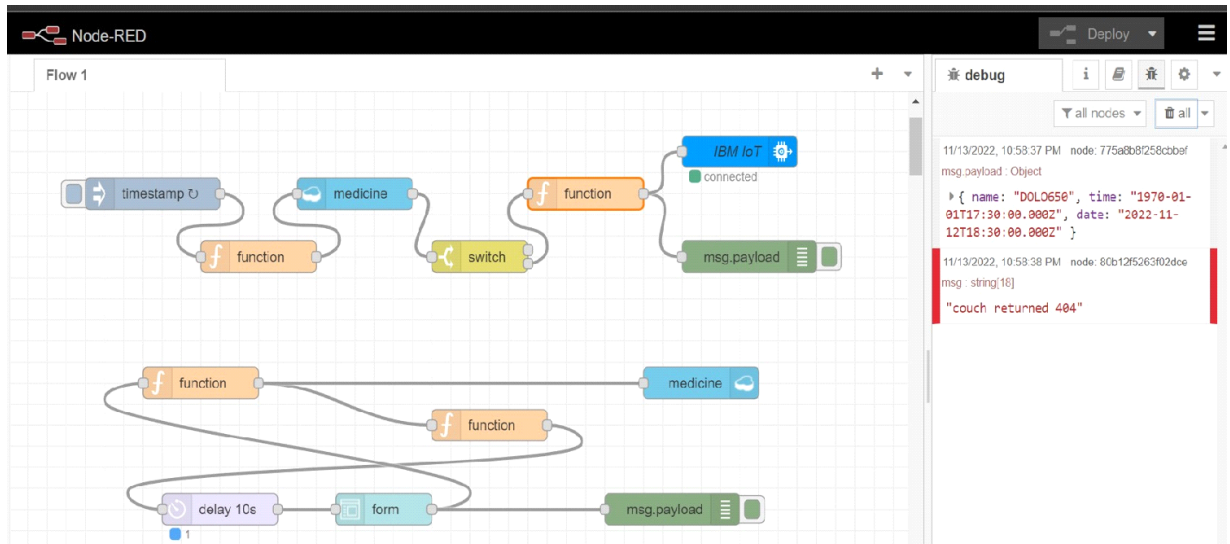 Node-RED
Deploy
Flow 1
debug
i
all nodes
all
timestamp ↻
medicine
function
IBM IoT
connected
function
switch
msg.payload
function
medicine
function
delay 10s
form
msg.payload
1
11/13/2022, 10:58:37 PM node: 775a8b8f258cbbef
msg.payload : Object
{ name: "DOLO650", time: "1970-01-
01T17:30:00.000Z", date: "2022-11-
12T18:30:00.000Z" }
11/13/2022, 10:58:38 PM node: 80b12f5263f02dce
msg : string[18]
"couch returned 404"